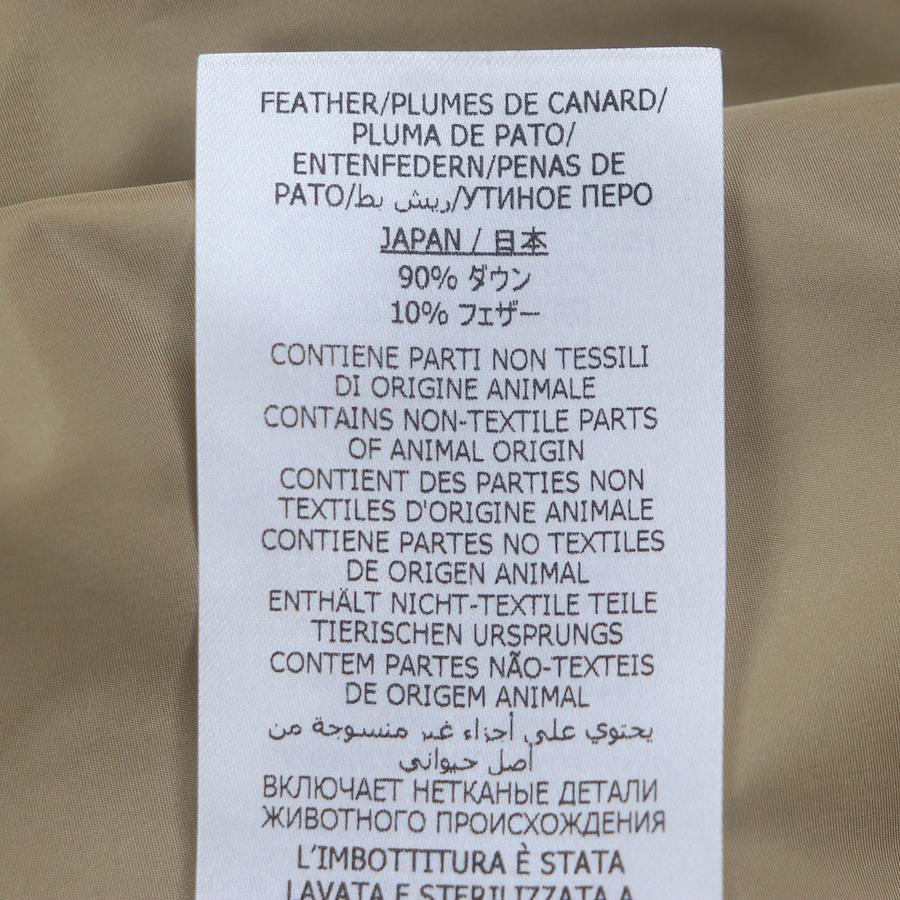 FEATHER/PLUMES DE CANARD/
PLUMA DE PATO/
ENTENFEDERN/PENAS DE
PATO/ريش بط/УТИНОЕ ПЕРО
JAPAN / 日本
90% ダウン
10% フェザー
CONTIENE PARTI NON TESSILI
DI ORIGINE ANIMALE
CONTAINS NON-TEXTILE PARTS
OF ANIMAL ORIGIN
CONTIENT DES PARTIES NON
TEXTILES D'ORIGINE ANIMALE
CONTIENE PARTES NO TEXTILES
DE ORIGEN ANIMAL
ENTHÄLT NICHT-TEXTILE TEILE
TIERISCHEN URSPRUNGS
CONTEM PARTES NÃO-TEXTEIS
DE ORIGEM ANIMAL
يحتوي على أجزاء غير منسوجة من
أصل حيواني
ВКЛЮЧАЕТ НЕТКАНЫЕ ДЕТАЛИ
ЖИВОТНОГО ПРОИСХОЖДЕНИЯ
L'IMBOTTITURA È STATA
LAVATA E STERILIZZATA A